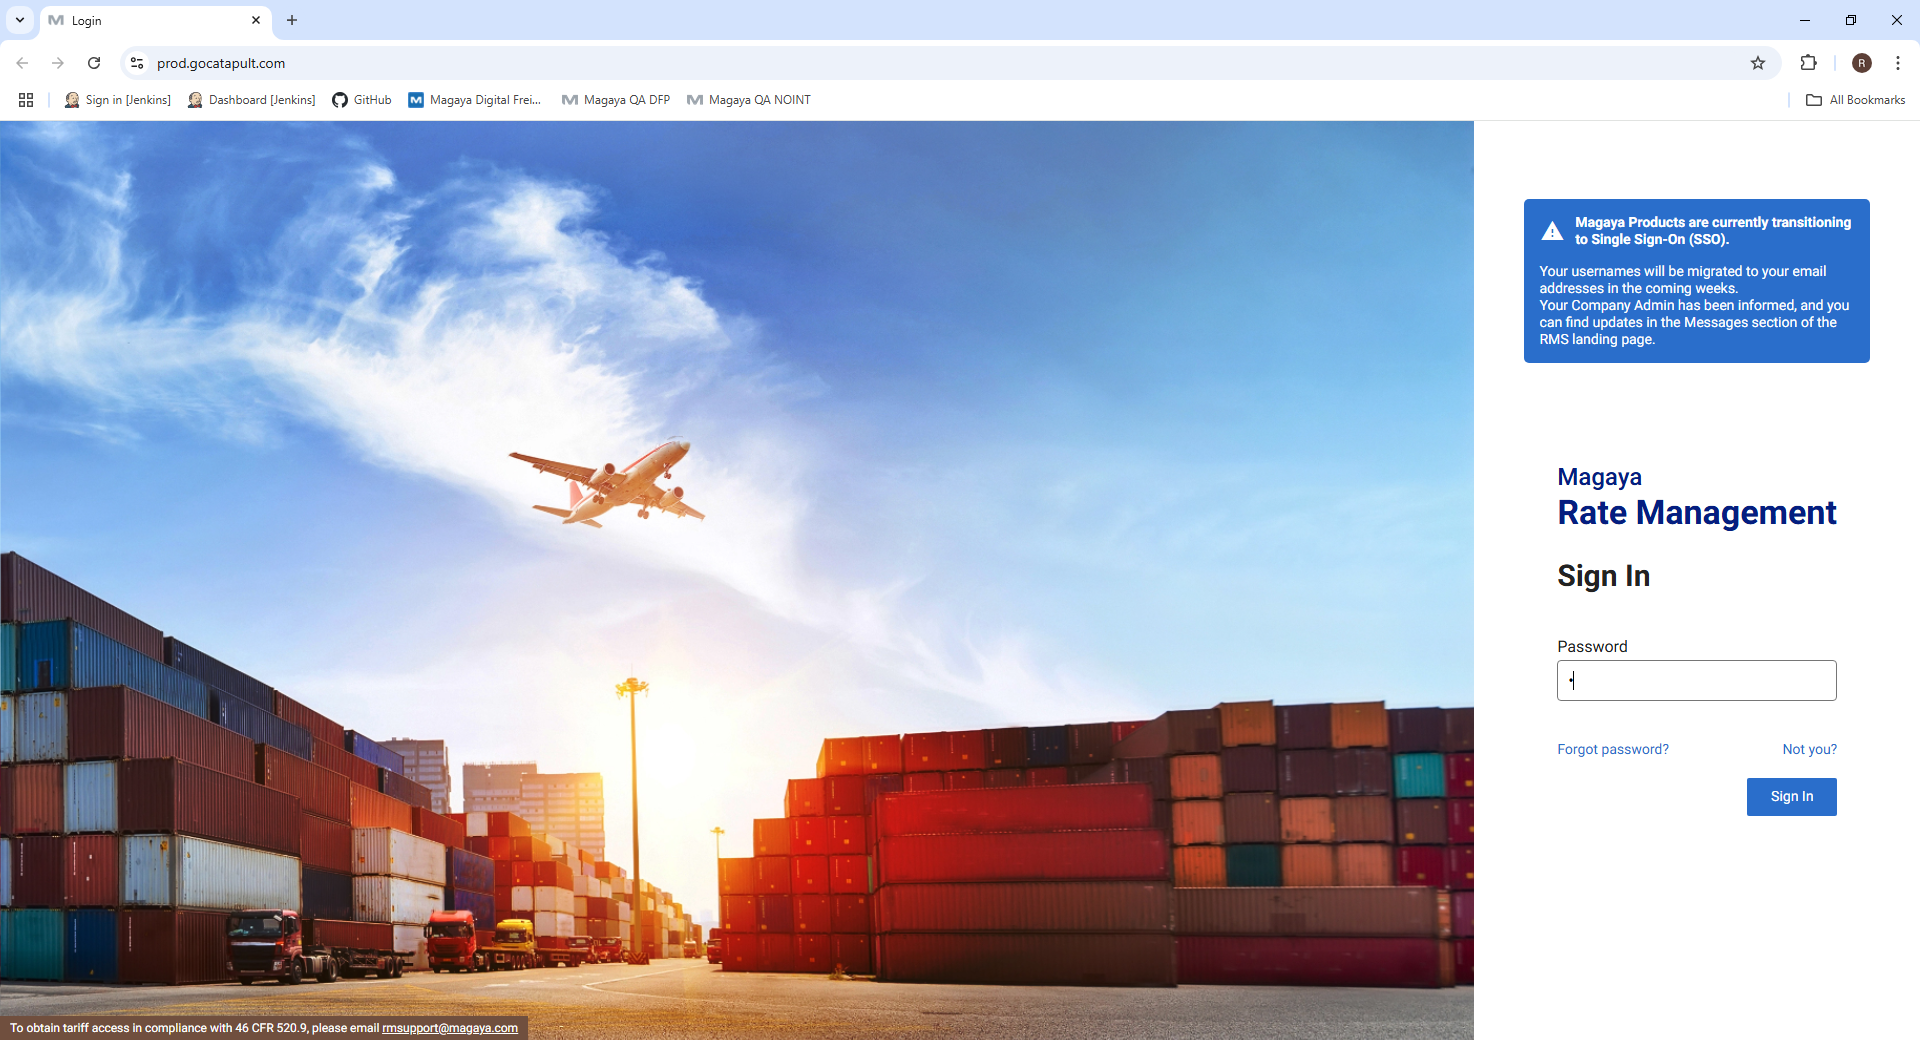 Login
prod.gocatapult.com
R
Sign in [Jenkins]
Dashboard [Jenkins]
GitHub
Magaya Digital Frei...
Magaya QA DFP
Magaya QA NOINT
All Bookmarks
Magaya Products are currently transitioning
to Single Sign-On (SSO).
Your usernames will be migrated to your email
addresses in the coming weeks.
Your Company Admin has been informed, and you
can find updates in the Messages section of the
RMS landing page.
Magaya
Rate Management
Sign In
Password
Forgot password?
Not you?
Sign In
To obtain tariff access in compliance with 46 CFR 520.9, please email rmsupport@magaya.com